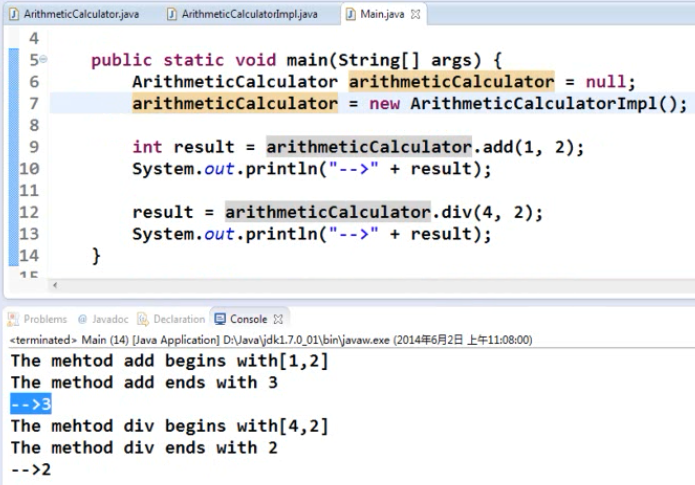 ArithmeticCalculator.java ArithmeticCalculatorImpl.java Main.java
4
5 public static void main(String[] args) {
6 ArithmeticCalculator arithmeticCalculator = null;
7 arithmeticCalculator = new ArithmeticCalculatorImpl();
8
9 int result = arithmeticCalculator.add(1, 2);
10 System.out.println("-->" + result);
11
12 result = arithmeticCalculator.div(4, 2);
13 System.out.println("-->" + result);
14 }
15
Problems @ Javadoc Declaration Console
<terminated> Main (14) [Java Application] D:\Java\jdk1.7.0_01\bin\javaw.exe (2014年6月2日 上午11:08:00)
The mehtod add begins with[1,2]
The method add ends with 3
-->3
The mehtod div begins with[4,2]
The method div ends with 2
-->2